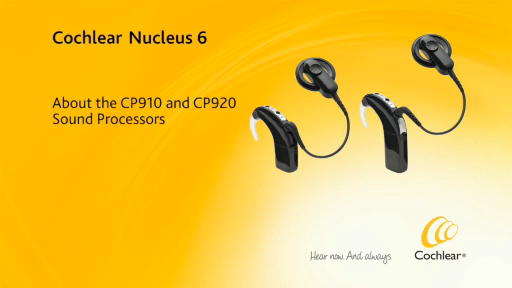 Cochlear Nucleus 6
About the CP910 and CP920
Sound Processors
Hear now. And always
Cochlear®